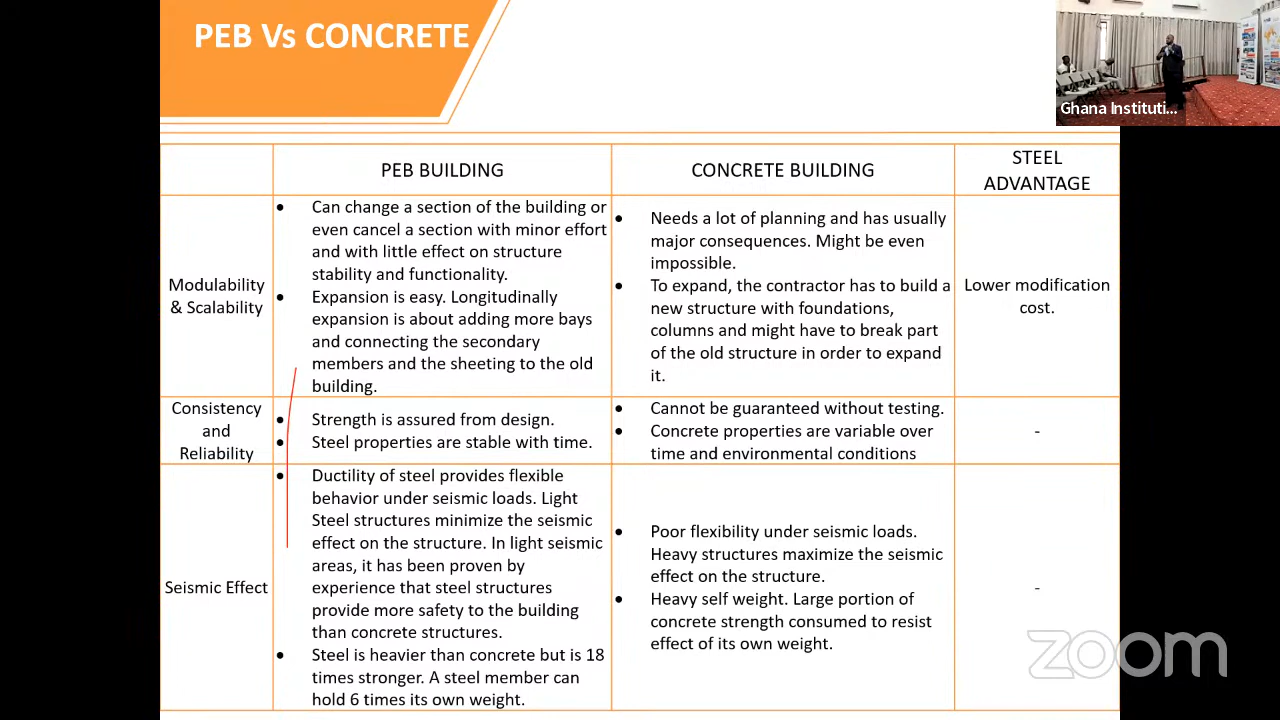 PEB Vs CONCRETE
Ghana Instituti...
PEB BUILDING
CONCRETE BUILDING
STEEL
ADVANTAGE
Modulability
& Scalability
• Can change a section of the building or
even cancel a section with minor effort
and with little effect on structure
stability and functionality.
• Expansion is easy. Longitudinally
expansion is about adding more bays
and connecting the secondary
members and the sheeting to the old
building.
• Needs a lot of planning and has usually
major consequences. Might be even
impossible.
• To expand, the contractor has to build a
new structure with foundations,
columns and might have to break part
of the old structure in order to expand
it.
Lower modification
cost.
Consistency
and
Reliability
• Strength is assured from design.
• Steel properties are stable with time.
• Cannot be guaranteed without testing.
• Concrete properties are variable over
time and environmental conditions
-
Seismic Effect
• Ductility of steel provides flexible
behavior under seismic loads. Light
Steel structures minimize the seismic
effect on the structure. In light seismic
areas, it has been proven by
experience that steel structures
provide more safety to the building
than concrete structures.
• Steel is heavier than concrete but is 18
times stronger. A steel member can
hold 6 times its own weight.
• Poor flexibility under seismic loads.
Heavy structures maximize the seismic
effect on the structure.
• Heavy self weight. Large portion of
concrete strength consumed to resist
effect of its own weight.
-
zoom